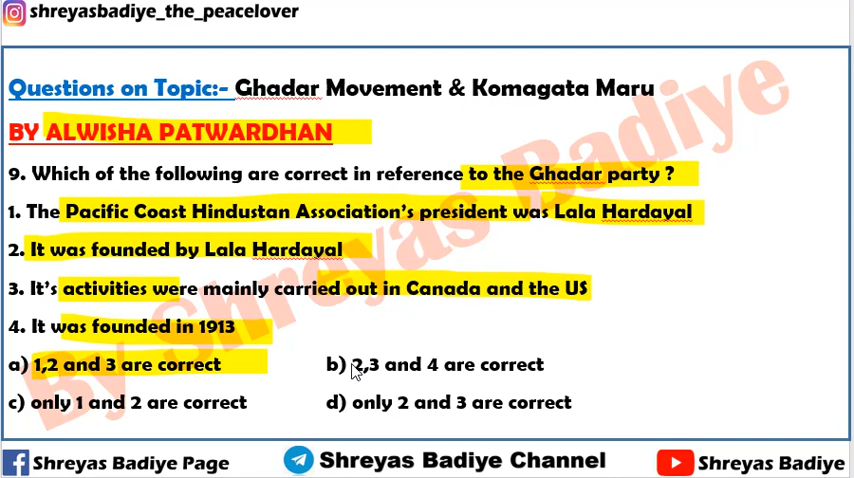 shreyasbadiye_the_peacelover
Questions on Topic:- Ghadar Movement & Komagata Maru
BY ALWISHA PATWARDHAN
9. Which of the following are correct in reference to the Ghadar party ?
1. The Pacific Coast Hindustan Association's president was Lala Hardayal
2. It was founded by Lala Hardayal
3. It's activities were mainly carried out in Canada and the US
4. It was founded in 1913
a) 1,2 and 3 are correct b) 2,3 and 4 are correct
c) only 1 and 2 are correct d) only 2 and 3 are correct
By Shreyas Badiye
Shreyas Badiye Page Shreyas Badiye Channel Shreyas Badiye